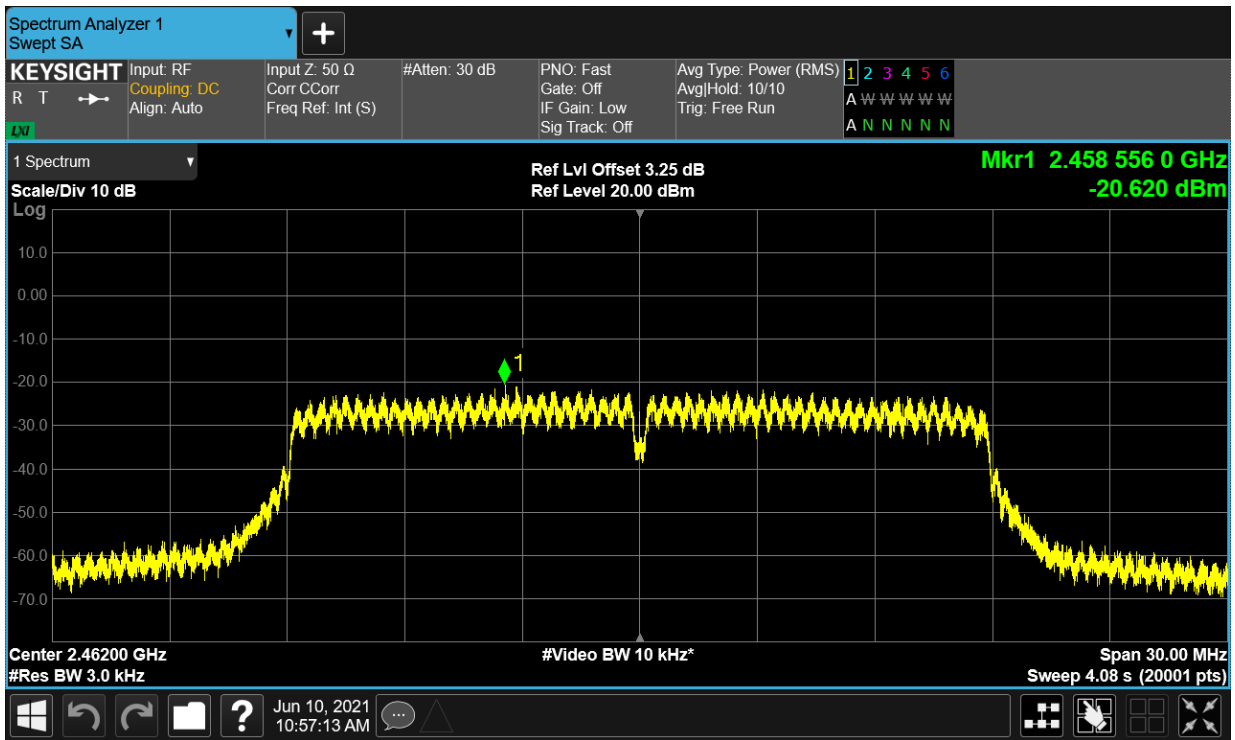 Spectrum Analyzer 1
Swept SA
KEYSIGHT
R T
LXI
Input: RF
Coupling: DC
Align: Auto
Input Z: 50 Ω
Corr CCorr
Freq Ref: Int (S)
#Atten: 30 dB
PNO: Fast
Gate: Off
IF Gain: Low
Sig Track: Off
Avg Type: Power (RMS)
Avg|Hold: 10/10
Trig: Free Run
1 2 3 4 5 6
A W W W W W
A N N N N N
1 Spectrum
Scale/Div 10 dB
Ref Lvl Offset 3.25 dB
Ref Level 20.00 dBm
Mkr1 2.458 556 0 GHz
-20.620 dBm
Log
10.0
0.00
-10.0
-20.0
-30.0
-40.0
-50.0
-60.0
-70.0
1
Center 2.46200 GHz
#Res BW 3.0 kHz
#Video BW 10 kHz*
Span 30.00 MHz
Sweep 4.08 s (20001 pts)
?
Jun 10, 2021
10:57:13 AM